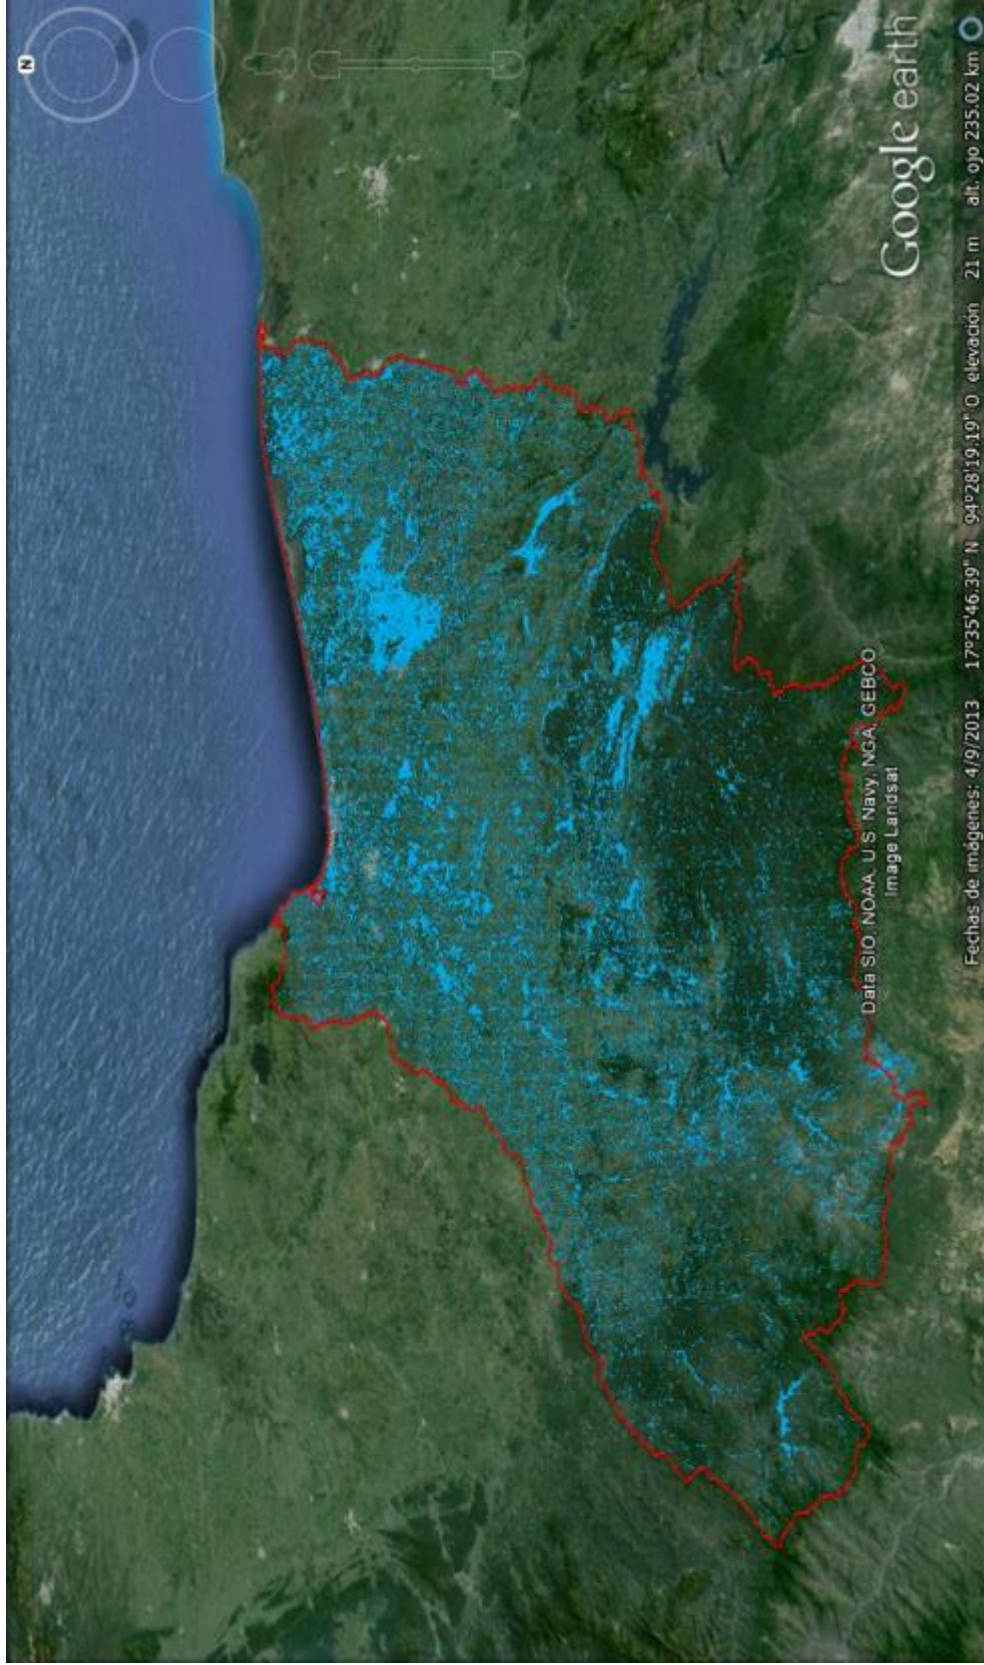 N
Data SIO, NOAA, U.S. Navy, NGA, GEBCO
Image Landsat
Google earth
Fechas de imágenes: 4/9/2013 17°35'46.39" N 94°28'19.19" O elevación 21 m alt. ojo 235.02 km